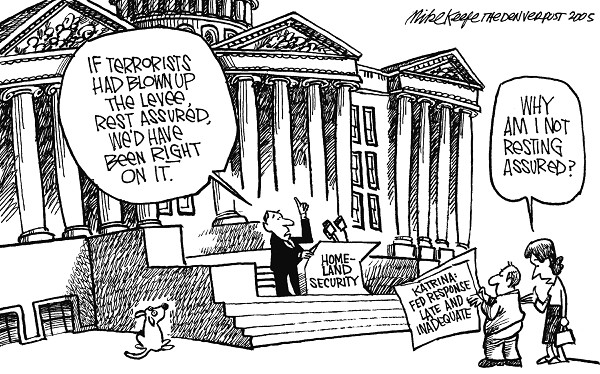 Mike Keefe THE DENVER POST 2005
IF TERRORISTS
HAD BLOWN UP
THE LEVEE,
REST ASSURED,
WE'D HAVE
BEEN RIGHT
ON IT.
WHY
AM I NOT
RESTING
ASSURED?
HOME-
LAND
SECURITY
KATRINA:
FED RESPONSE
LATE AND
INADEQUATE